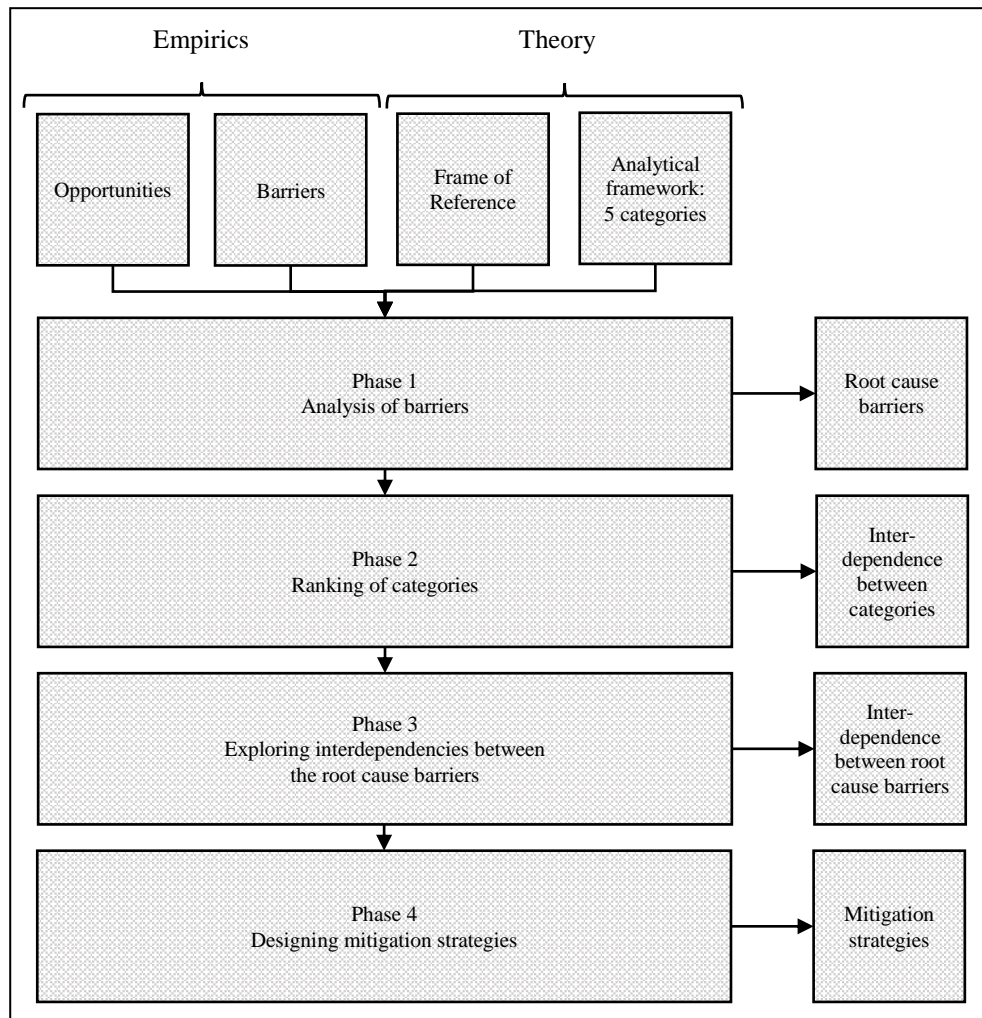 Empirics
Theory
Opportunities
Barriers
Frame of
Reference
Analytical
framework:
5 categories
Phase 1
Analysis of barriers
Root cause
barriers
Phase 2
Ranking of categories
Inter-
dependence
between
categories
Phase 3
Exploring interdependencies between
the root cause barriers
Inter-
dependence
between root
cause barriers
Phase 4
Designing mitigation strategies
Mitigation
strategies